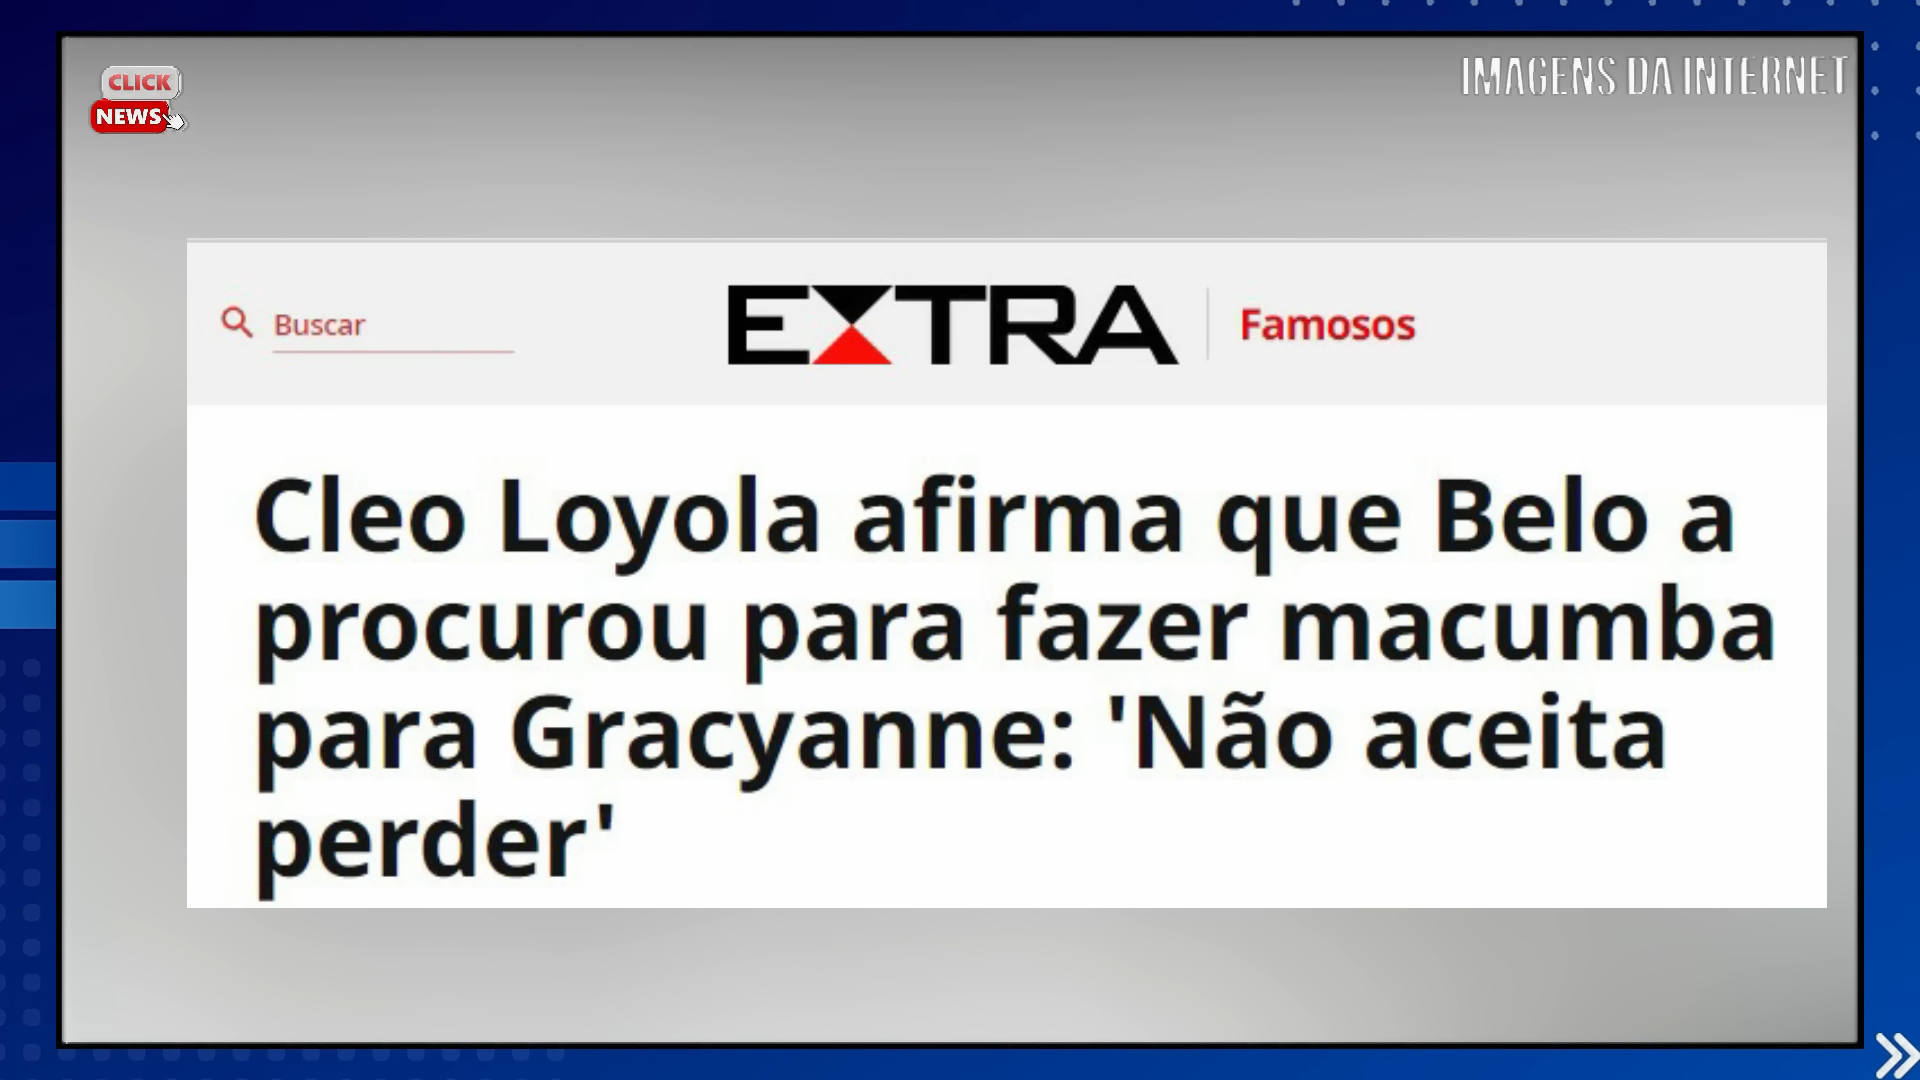 CLICK
NEWS
IMAGENS DA INTERNET
Buscar
EXTRA
Famosos
Cleo Loyola afirma que Belo a
procurou para fazer macumba
para Gracyanne: 'Não aceita
perder'